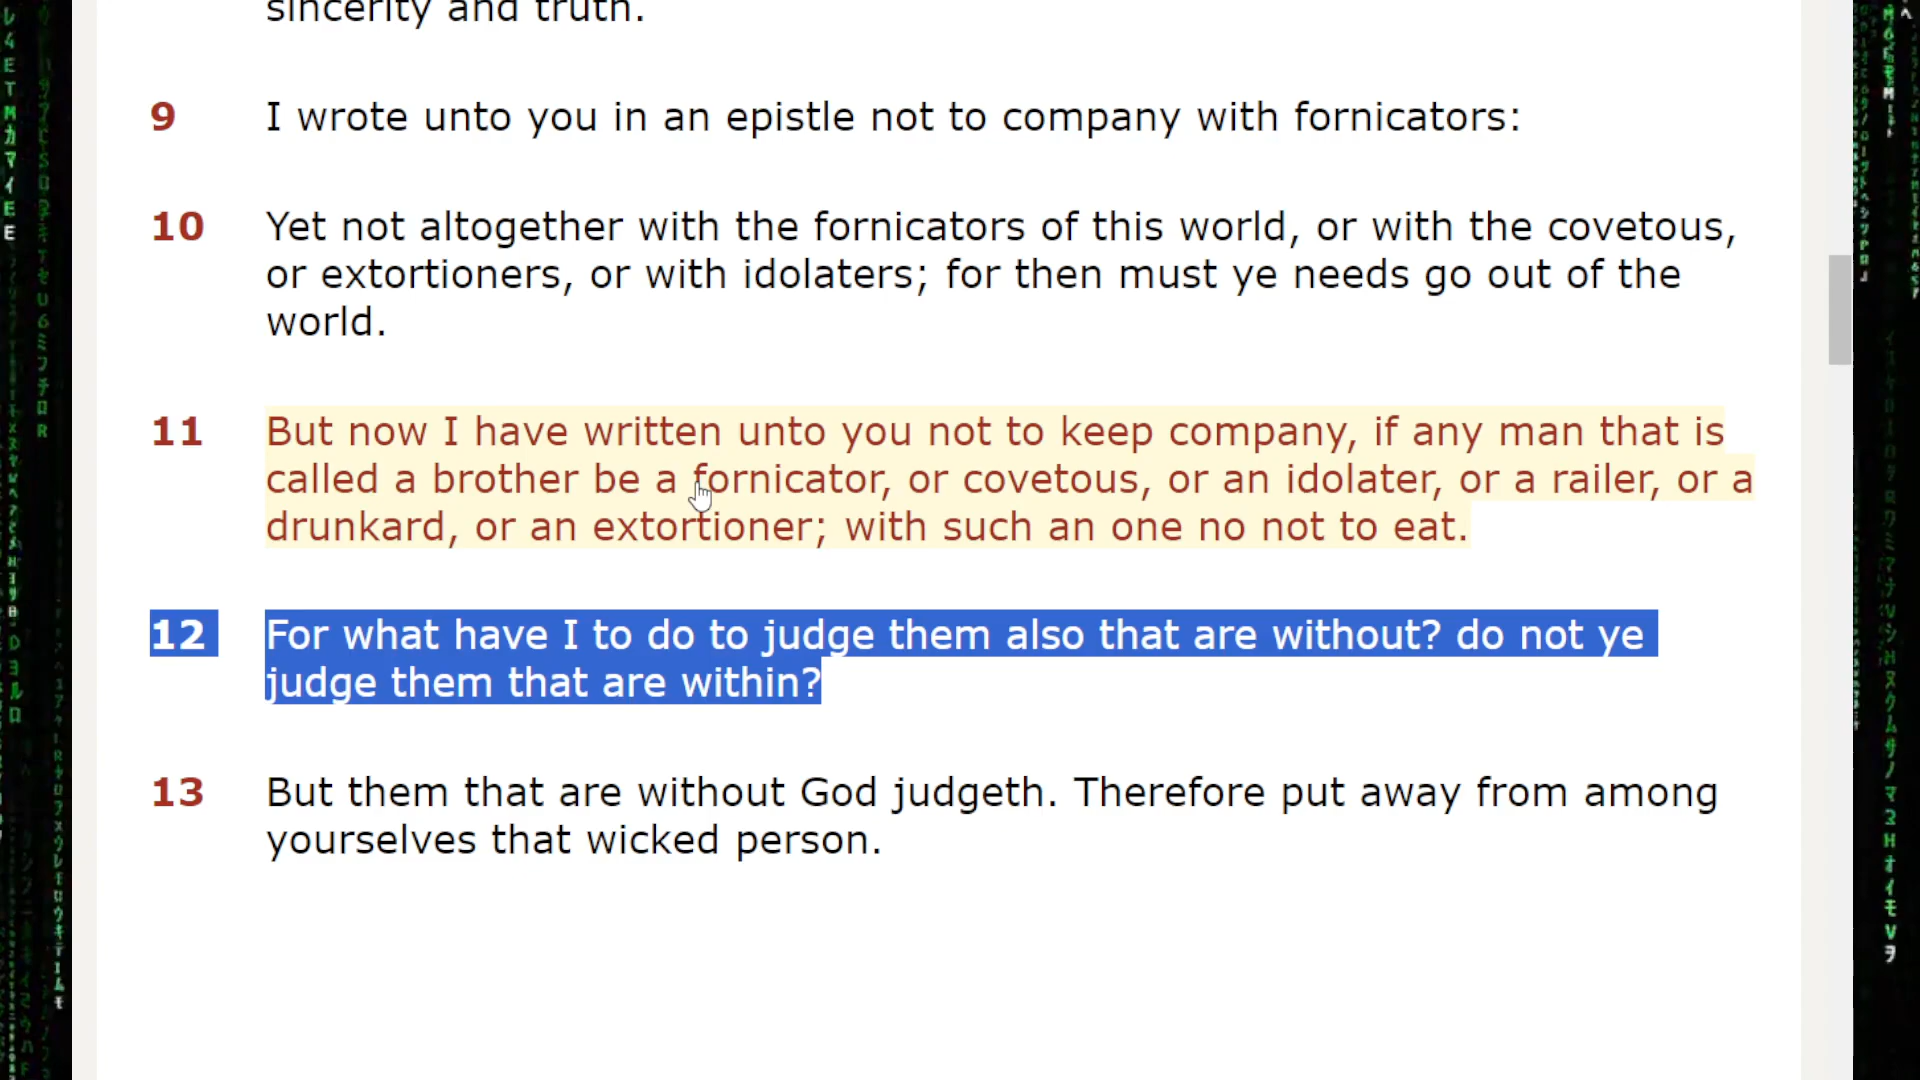 sincerity and truth.
9 I wrote unto you in an epistle not to company with fornicators:
10 Yet not altogether with the fornicators of this world, or with the covetous,
or extortioners, or with idolaters; for then must ye needs go out of the
world.
11 But now I have written unto you not to keep company, if any man that is
called a brother be a fornicator, or covetous, or an idolater, or a railer, or a
drunkard, or an extortioner; with such an one no not to eat.
12 For what have I to do to judge them also that are without? do not ye
judge them that are within?
13 But them that are without God judgeth. Therefore put away from among
yourselves that wicked person.